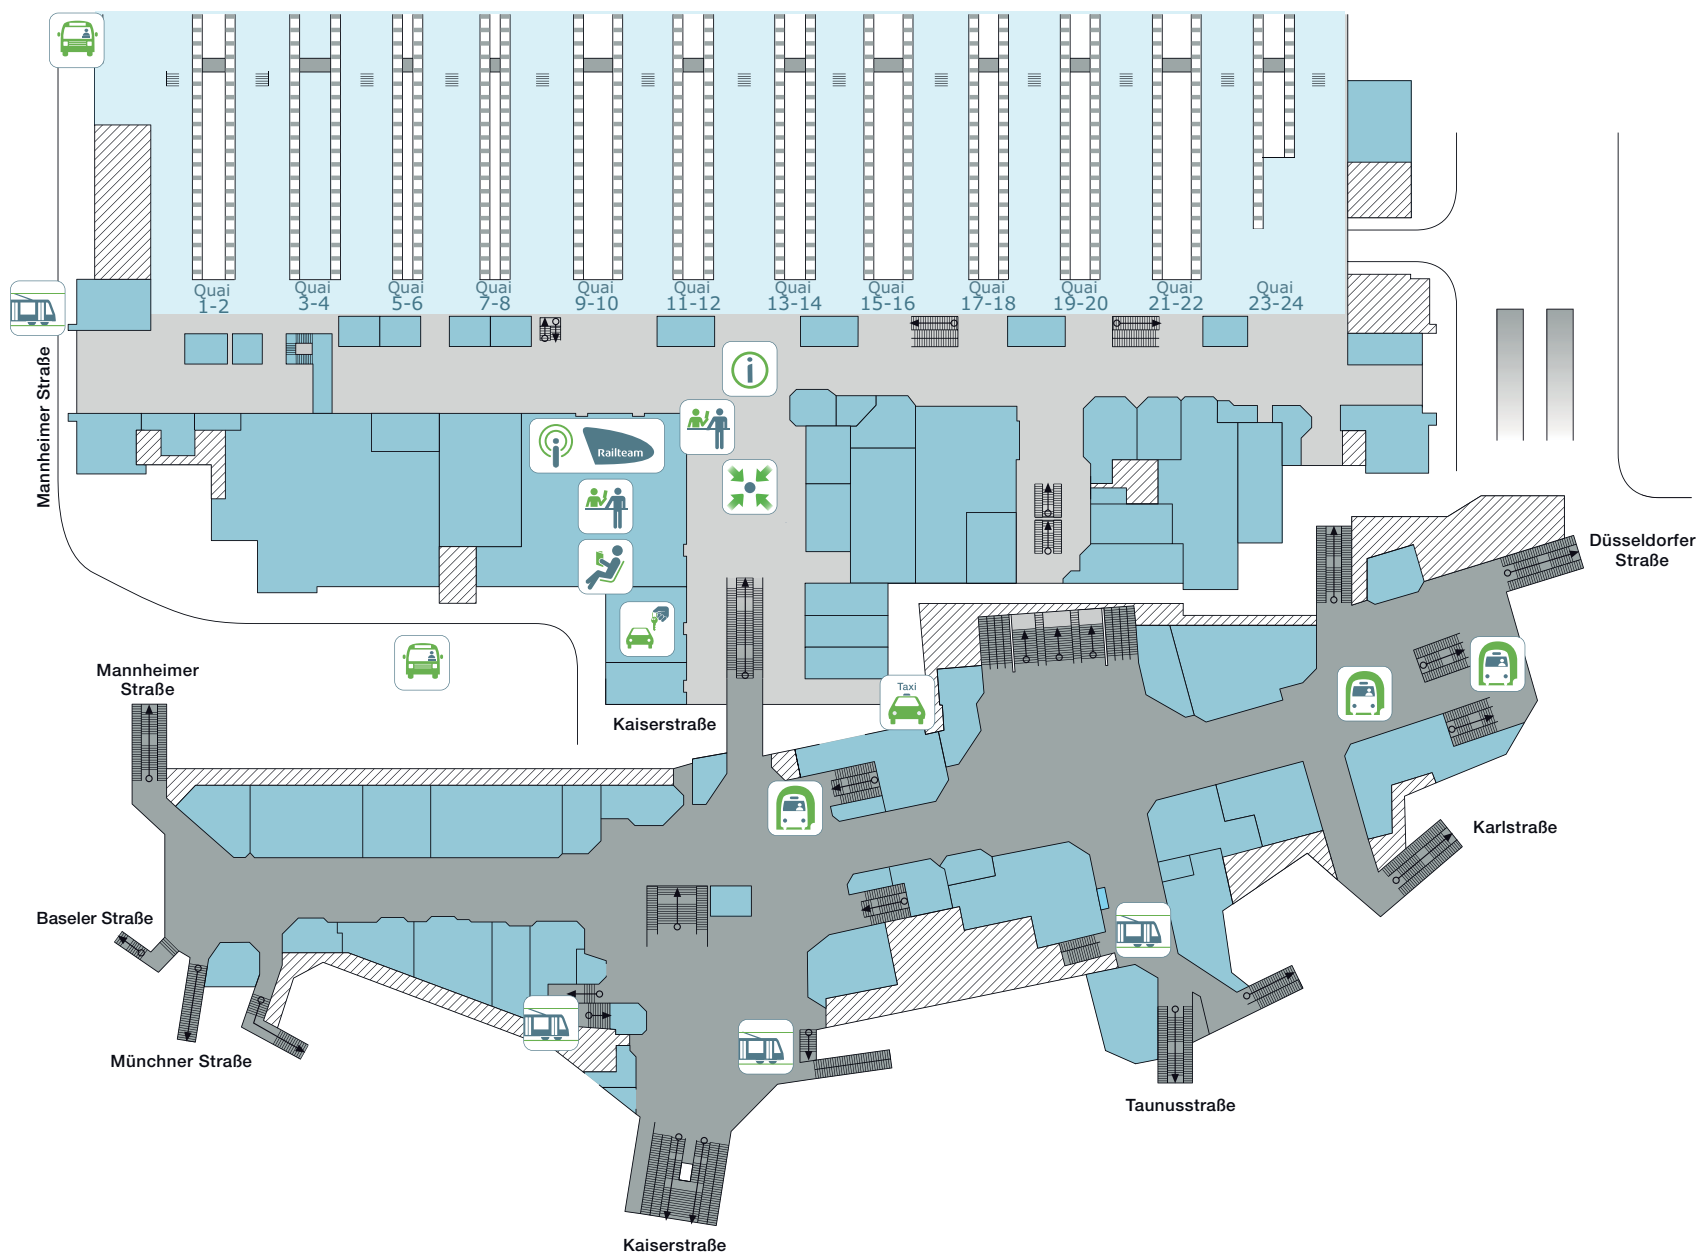 Quai
1-2
Quai
3-4
Quai
5-6
Quai
7-8
Quai
9-10
Quai
11-12
Quai
13-14
Quai
15-16
Quai
17-18
Quai
19-20
Quai
21-22
Quai
23-24
Mannheimer Straße
i
i
Railteam
Düsseldorfer
Straße
Mannheimer
Straße
Taxi
Kaiserstraße
Karlstraße
Baseler Straße
Münchner Straße
Taunusstraße
Kaiserstraße